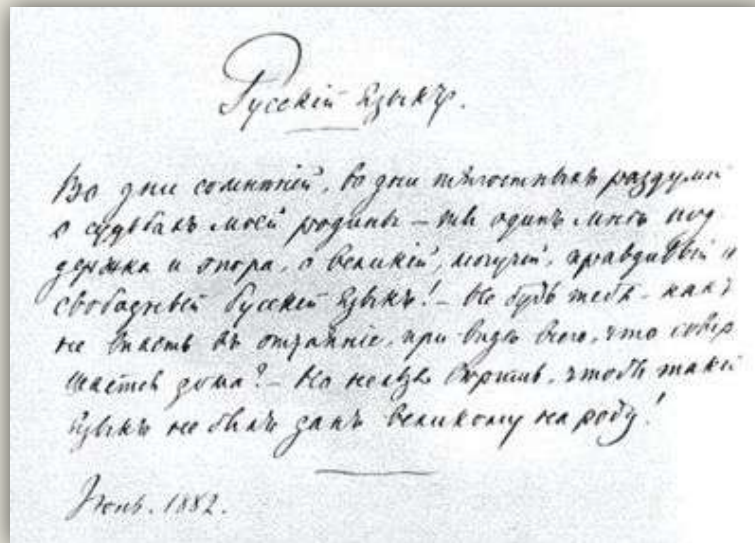 Русскій языкъ.
Во дни сомнѣній, во дни тягостныхъ раздумій
о судьбахъ моей родины – ты одинъ мнѣ под
держка и опора, о великій, могучій, правдивый и
свободный русскій языкъ! – Не будь тебя – какъ
не впасть въ отчаяніе, при видѣ всего, что совер
шается дома? – Но нельзя вѣрить, чтобы такой
языкъ не былъ данъ великому народу!
Іюнь. 1882.